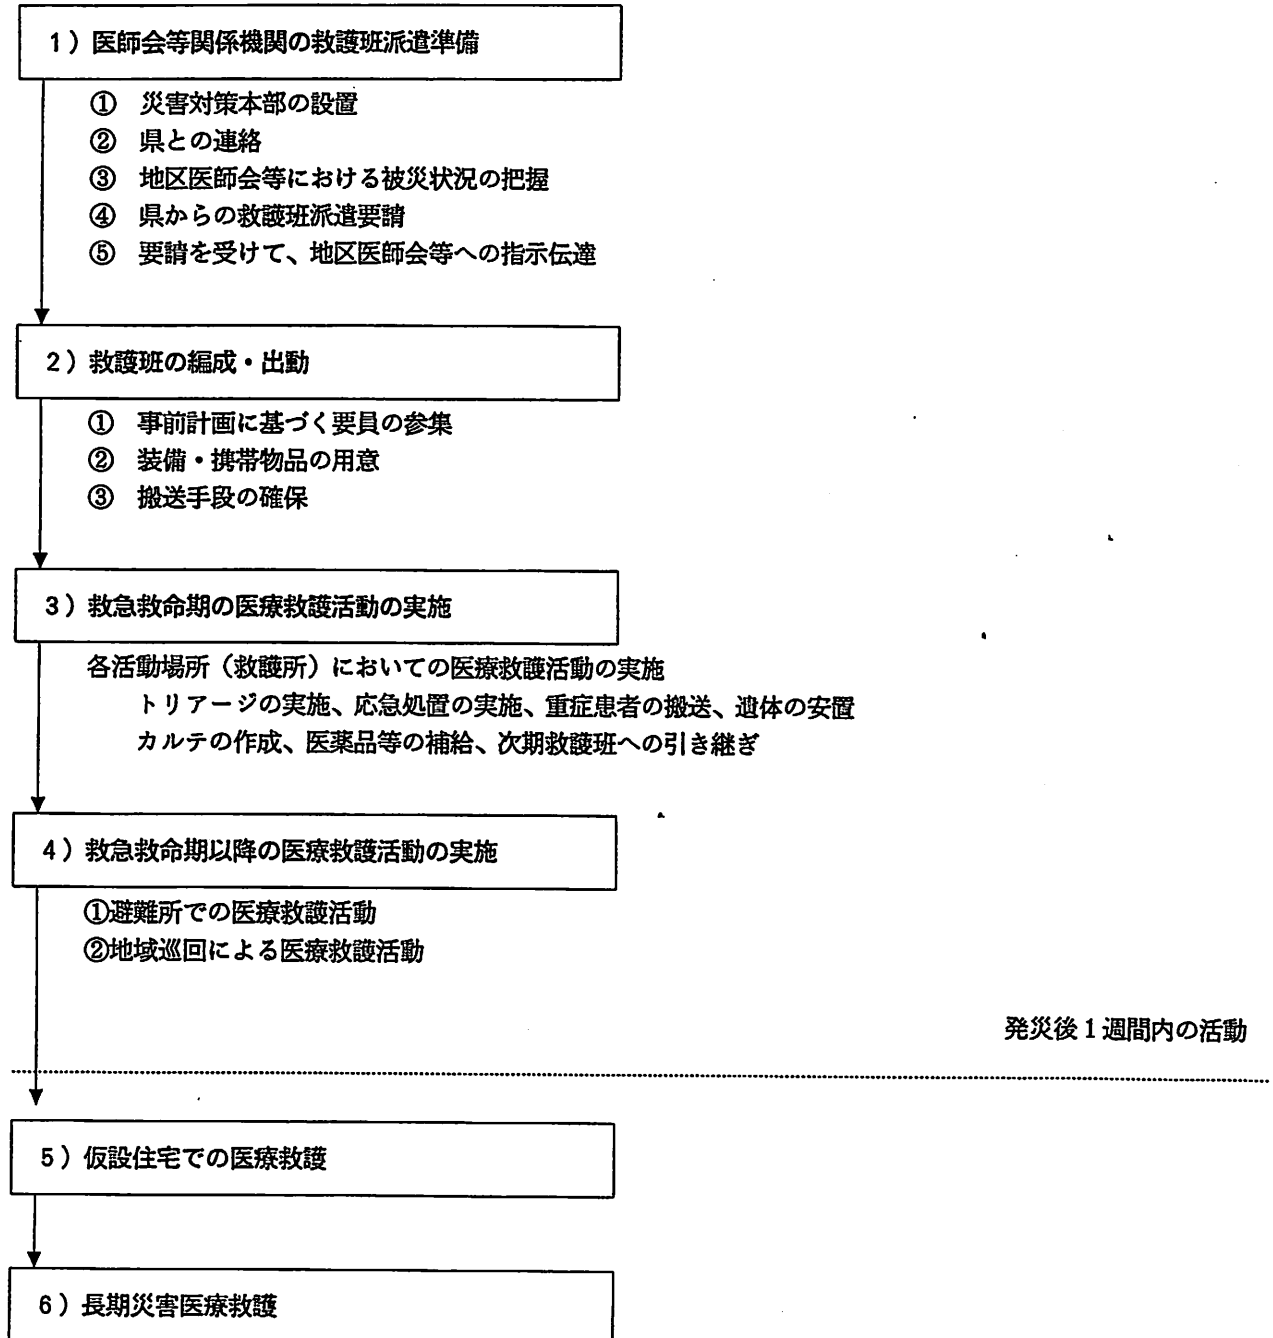 1)医師会等関係機関の救護班派遣準備
① 災害対策本部の設置
② 県との連絡
③ 地区医師会等における被災状況の把握
④ 県からの救護班派遣要請
⑤ 要請を受けて、地区医師会等への指示伝達
2)救護班の編成・出動
① 事前計画に基づく要員の参集
② 装備・携帯物品の用意
③ 搬送手段の確保
3)救急救命期の医療救護活動の実施
各活動場所(救護所)においての医療救護活動の実施
トリアージの実施、応急処置の実施、重症患者の搬送、遺体の安置
カルテの作成、医薬品等の補給、次期救護班への引き継ぎ
4)救急救命期以降の医療救護活動の実施
①避難所での医療救護活動
②地域巡回による医療救護活動
発災後1週間内の活動
5)仮設住宅での医療救護
6)長期災害医療救護